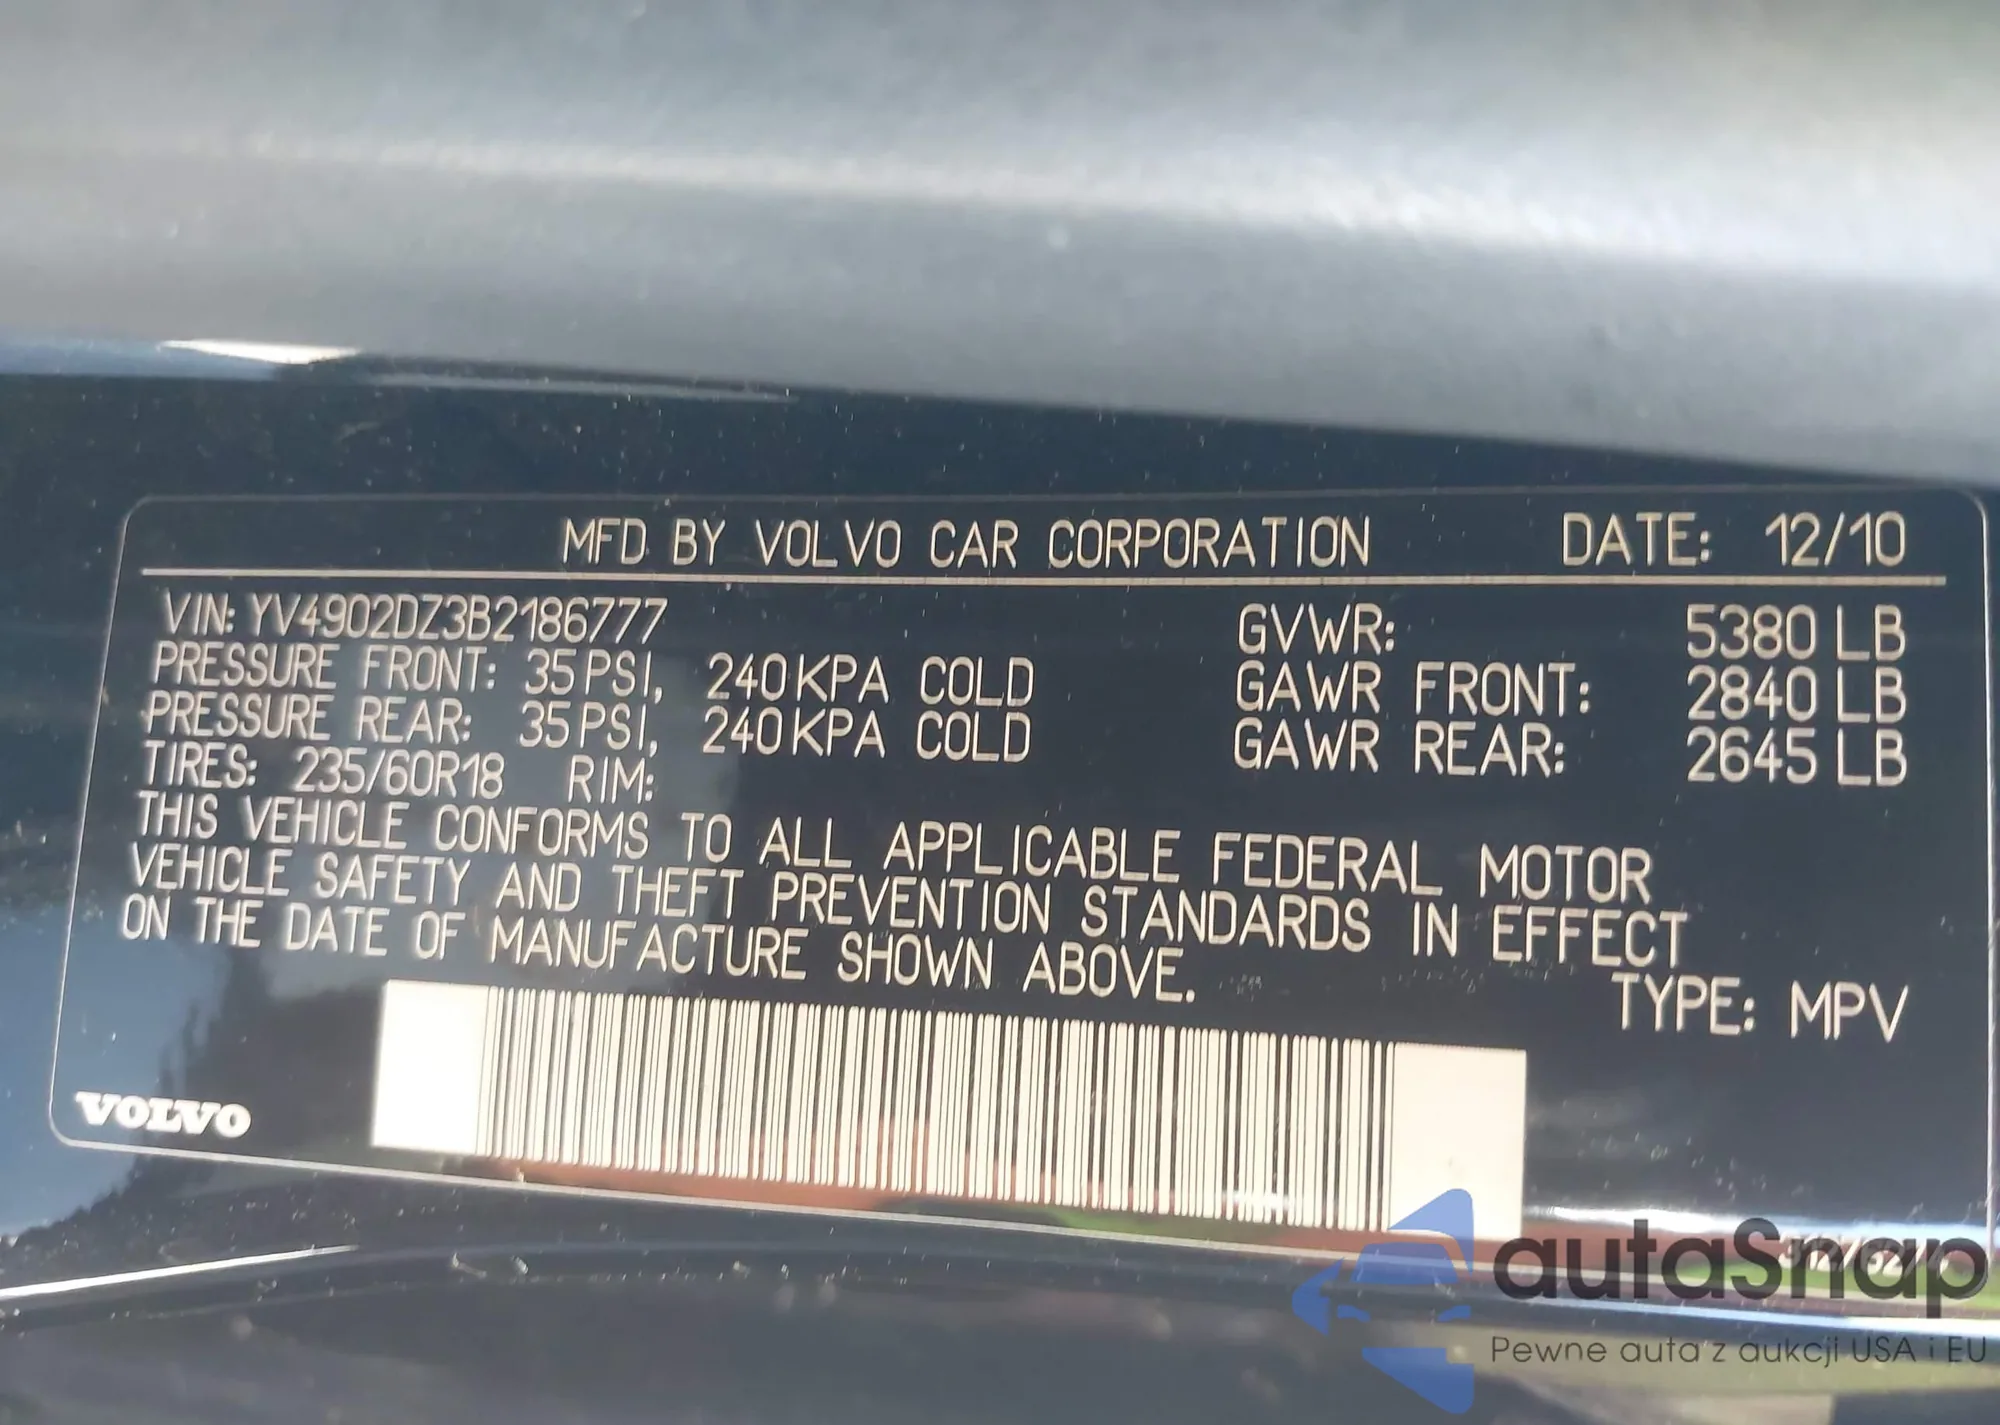 MFD BY VOLVO CAR CORPORATION DATE: 12/10
VIN: YV4902DZ3B2186777 GVWR: 5380 LB
PRESSURE FRONT: 35 PSI, 240 KPA COLD GAWR FRONT: 2840 LB
PRESSURE REAR: 35 PSI, 240 KPA COLD GAWR REAR: 2645 LB
TIRES: 235/60R18 RIM:
THIS VEHICLE CONFORMS TO ALL APPLICABLE FEDERAL MOTOR
VEHICLE SAFETY AND THEFT PREVENTION STANDARDS IN EFFECT
ON THE DATE OF MANUFACTURE SHOWN ABOVE.
TYPE: MPV
VOLVO
autaSnap
Pewne auta z aukcji USA i EU